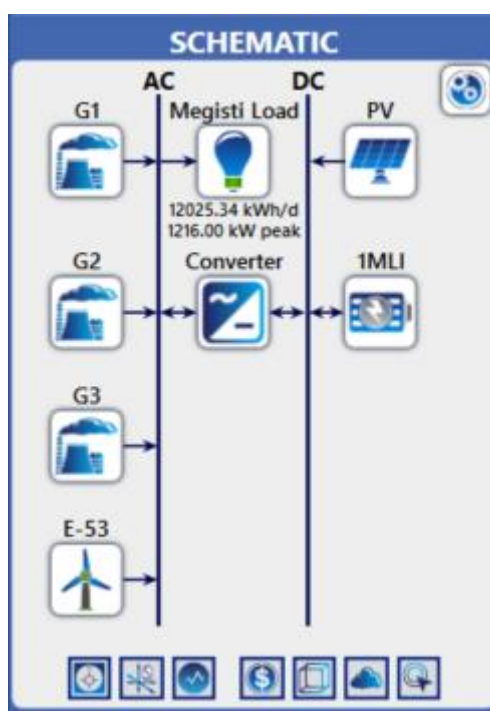 SCHEMATIC
AC DC
G1 Megisti Load PV
12025.34 kWh/d
1216.00 kW peak
G2 Converter 1MLI
G3
E-53